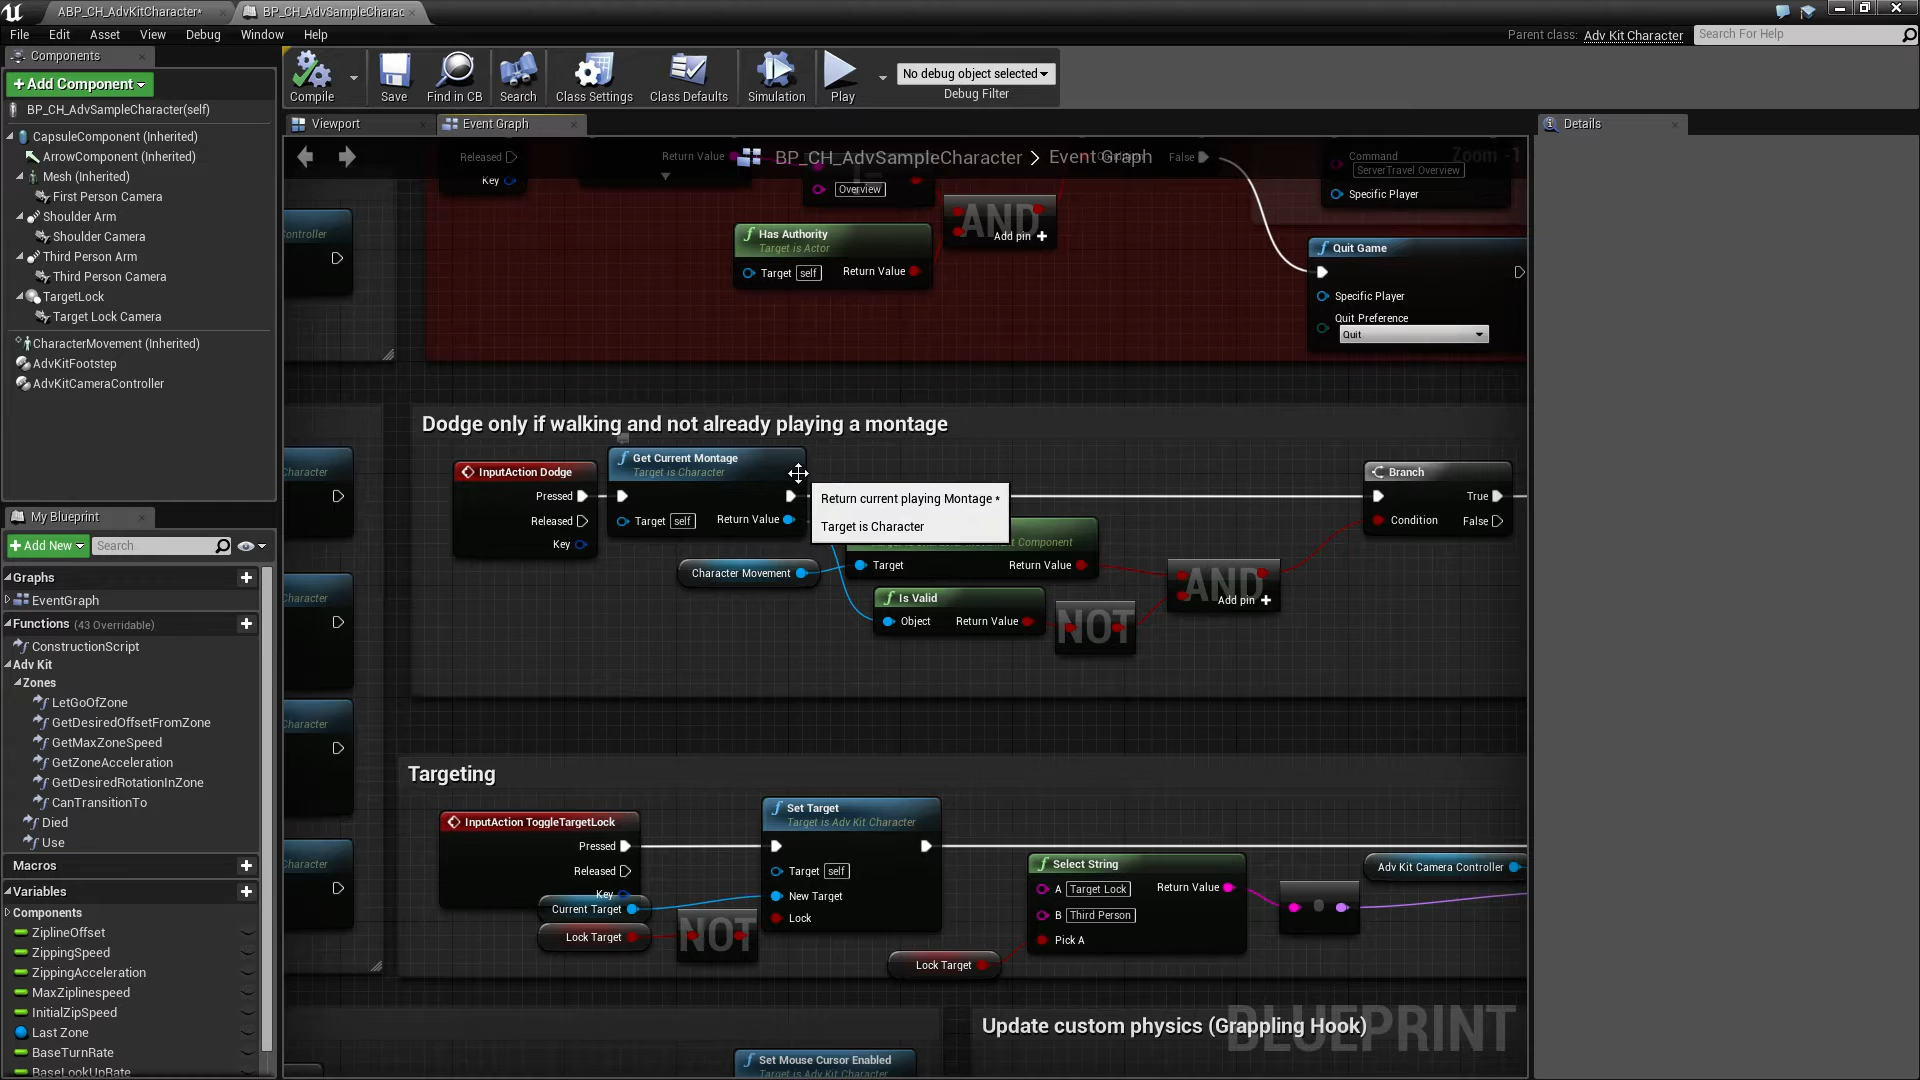 ABP_CH_AdvKitCharacter*
BP_CH_AdvSampleCharac
File Edit Asset View Debug Window Help
Parent class: Adv Kit Character
Search For Help
Components
+Add Component
Compile
Save
Find in CB
Search
Class Settings
Class Defaults
Simulation
Play
No debug object selected
Debug Filter
BP_CH_AdvSampleCharacter(self)
CapsuleComponent (Inherited)
ArrowComponent (Inherited)
Mesh (Inherited)
First Person Camera
Shoulder Arm
Shoulder Camera
Third Person Arm
Third Person Camera
TargetLock
Target Lock Camera
CharacterMovement (Inherited)
AdvKitFootstep
AdvKitCameraController
My Blueprint
+Add New
Search
Graphs
EventGraph
Functions (43 Overridable)
ConstructionScript
Adv Kit
Zones
LetGoOfZone
GetDesiredOffsetFromZone
GetMaxZoneSpeed
GetZoneAcceleration
GetDesiredRotationInZone
CanTransitionTo
Died
Use
Macros
Variables
Components
ZiplineOffset
ZippingSpeed
ZippingAcceleration
MaxZiplinespeed
InitialZipSpeed
Last Zone
BaseTurnRate
BaseLookUpRate
Viewport
Event Graph
Details
BP_CH_AdvSampleCharacter > Event Graph
Zoom -1
Released
Key
Return Value
Overview
False
Command
ServerTravel Overview
Specific Player
Controller
Has Authority
Target is Actor
Target self
Return Value
AND
Add pin +
Quit Game
Specific Player
Quit Preference
Quit
Dodge only if walking and not already playing a montage
Character
InputAction Dodge
Pressed
Released
Key
Get Current Montage
Target is Character
Target self
Return Value
Return current playing Montage *
Target is Character
Component
Target
Return Value
Character Movement
Is Valid
Object
Return Value
NOT
AND
Add pin +
Branch
True
Condition
False
Character
Character
Targeting
InputAction ToggleTargetLock
Pressed
Released
Key
Current Target
Lock Target
NOT
Set Target
Target is Adv Kit Character
Target self
New Target
Lock
Select String
A Target Lock
Return Value
B Third Person
Pick A
Lock Target
Adv Kit Camera Controller
Character
Update custom physics (Grappling Hook)
BLUEPRINT
Set Mouse Cursor Enabled
Target is Adv Kit Character